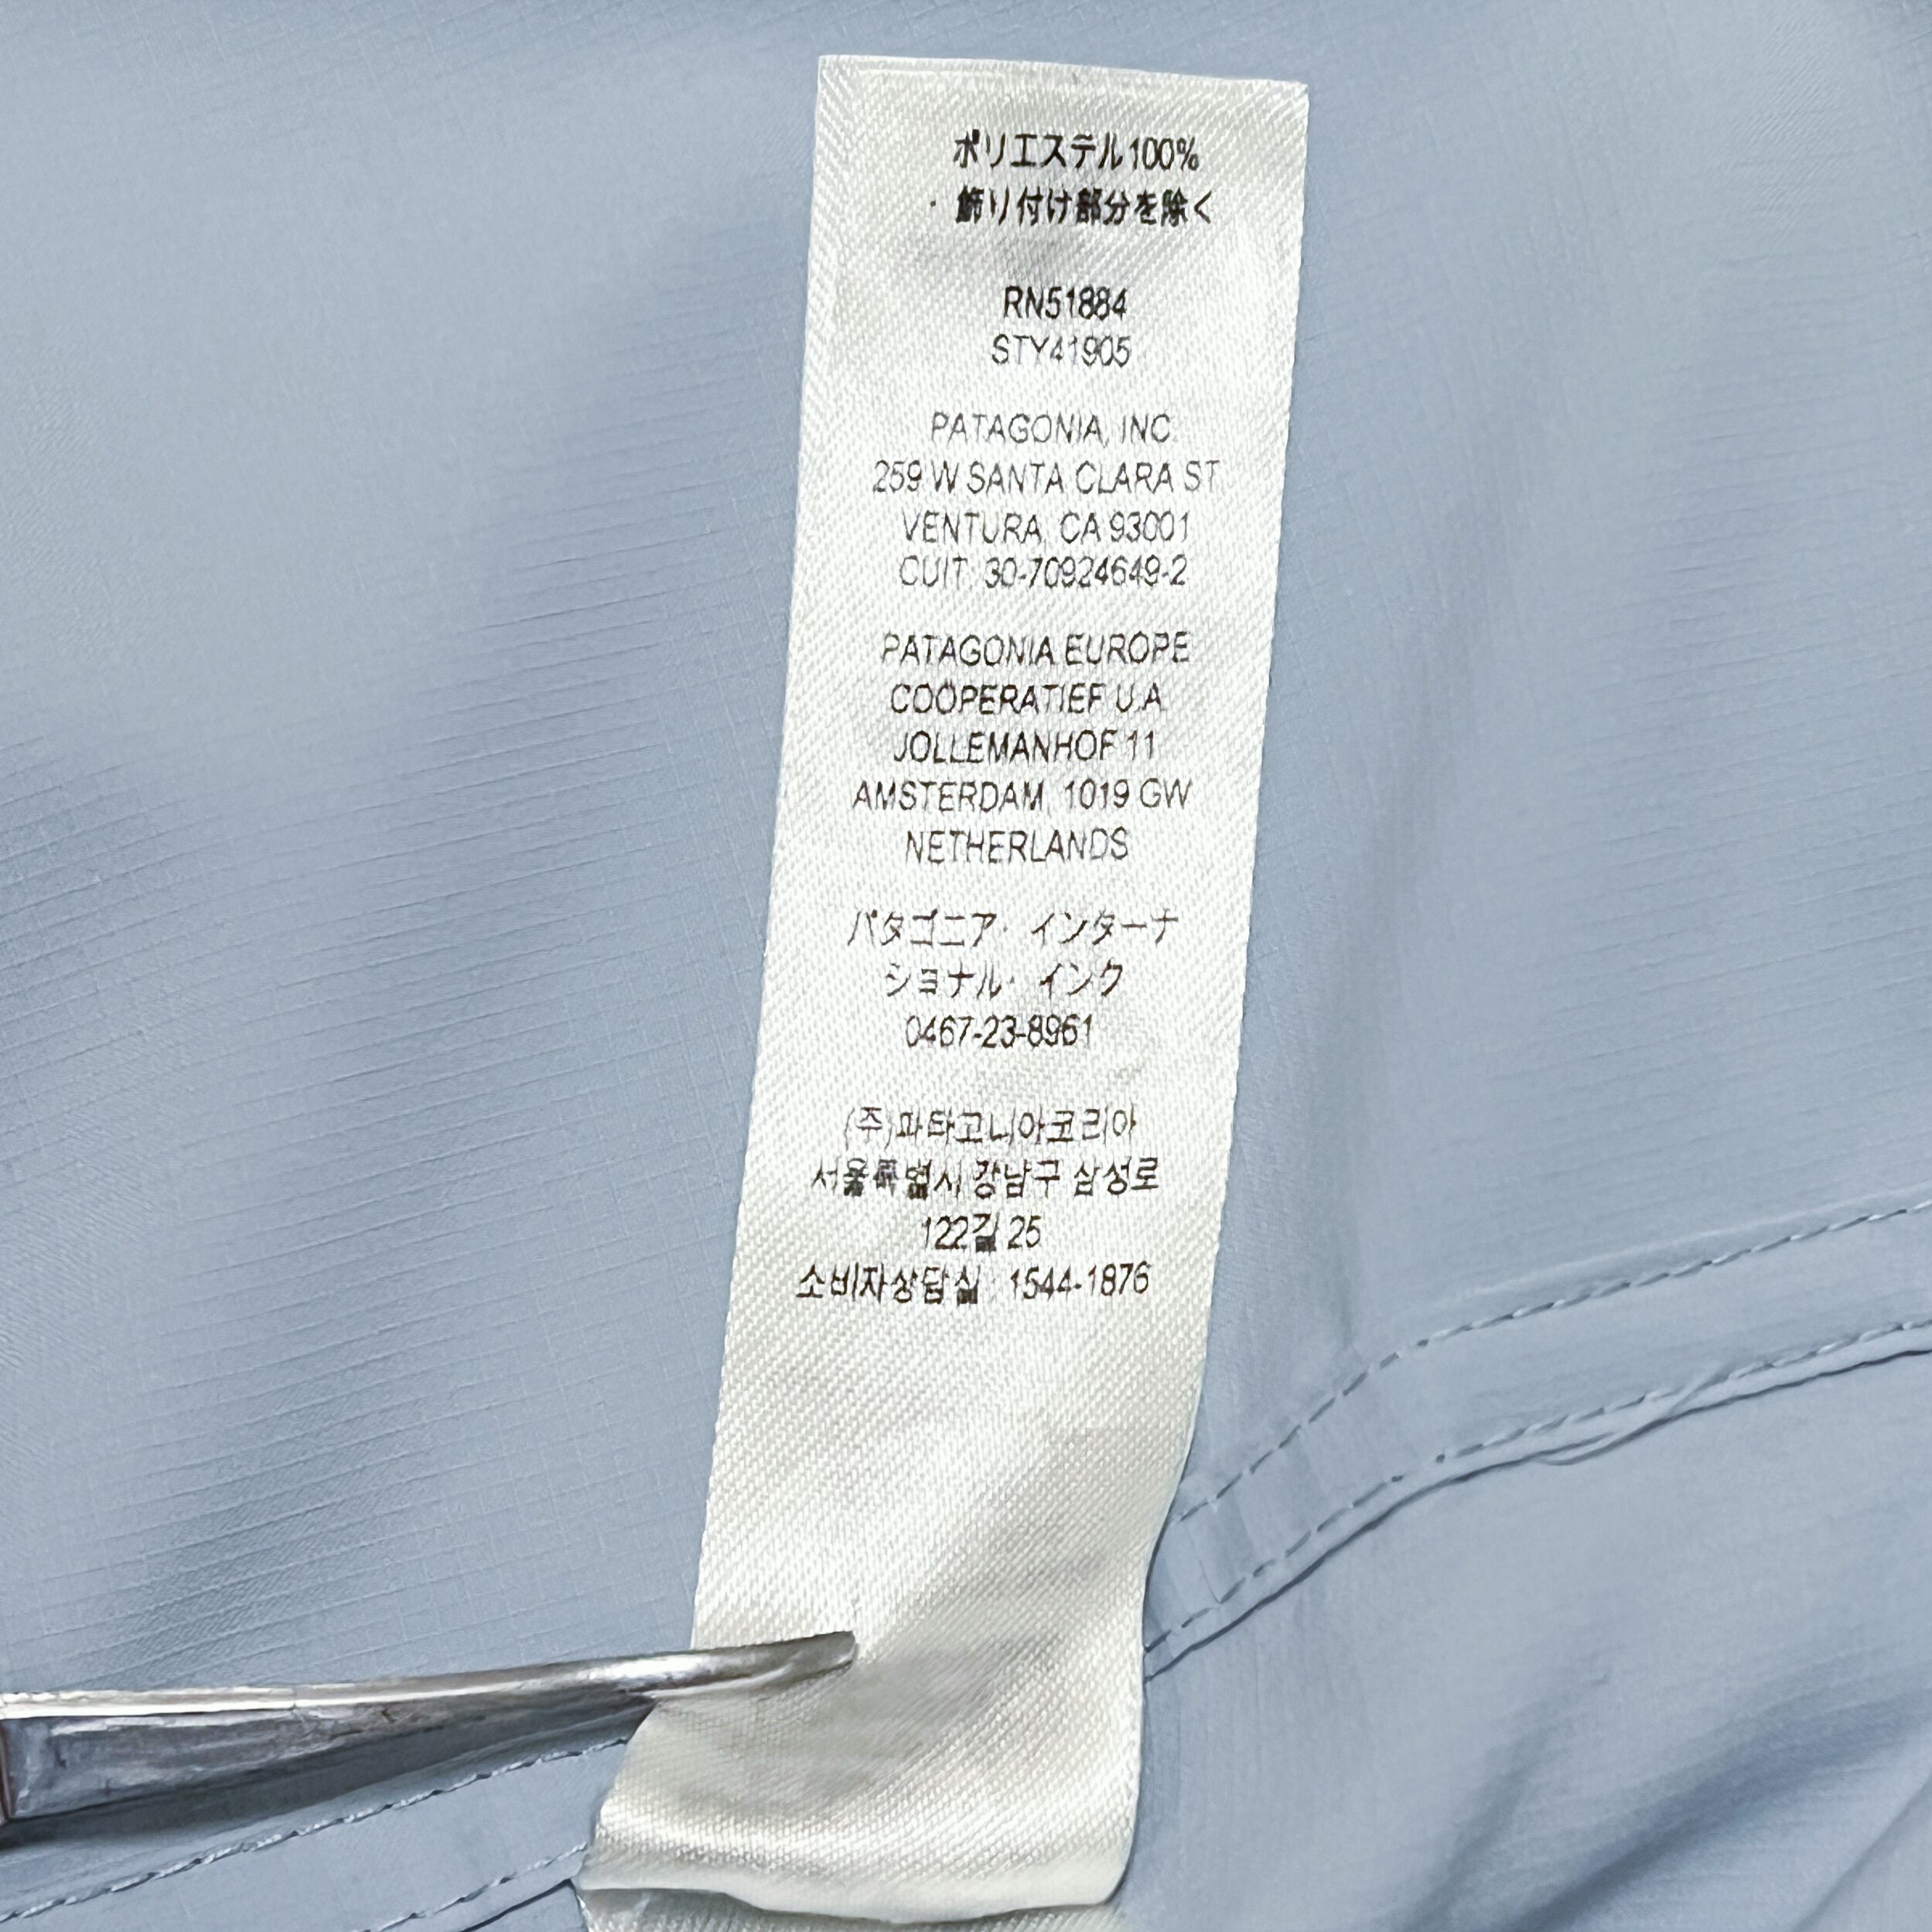 ポリエステル100%
・飾り付け部分を除く
RN51884
STY41905
PATAGONIA, INC.
259 W SANTA CLARA ST.
VENTURA, CA 93001
CUIT: 30-70924649-2
PATAGONIA EUROPE
COÖPERATIEF U.A.
JOLLEMANHOF 11
AMSTERDAM, 1019 GW
NETHERLANDS
パタゴニア・インターナ
ショナル・インク
0467-23-8961
(주)파타고니아코리아
서울특별시 강남구 삼성로
122길 25
소비자상담실 : 1544-1876